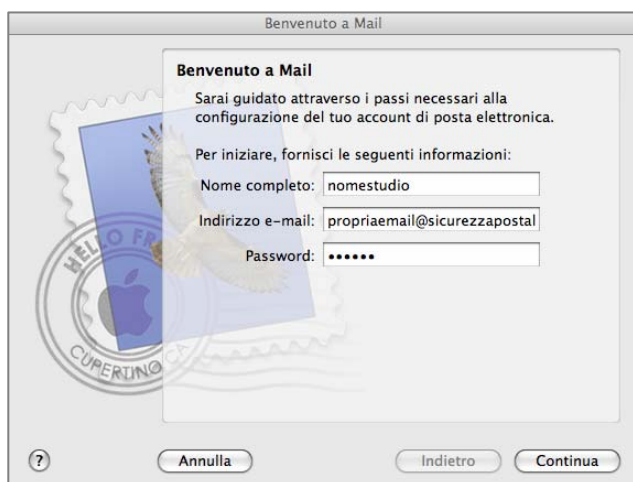 Benvenuto a Mail
Benvenuto a Mail
Sarai guidato attraverso i passi necessari alla
configurazione del tuo account di posta elettronica.
Per iniziare, fornisci le seguenti informazioni:
Nome completo: nomestudio
Indirizzo e-mail: propriaemail@sicurezzapostal
Password: ••••••
HELLO FR
CUPERTINO CA
? Annulla Indietro Continua